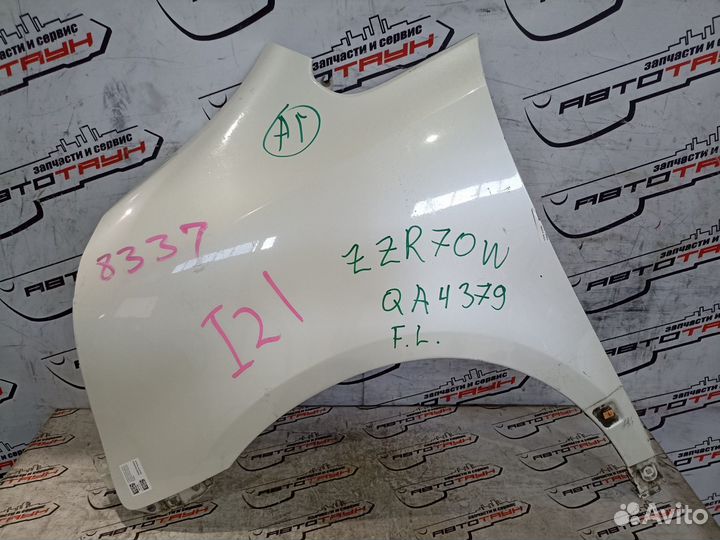 запчасти и сервис
АВТОТАУН
A1
8337
I21
ZZR70W
QA4379
F.L.
Avito